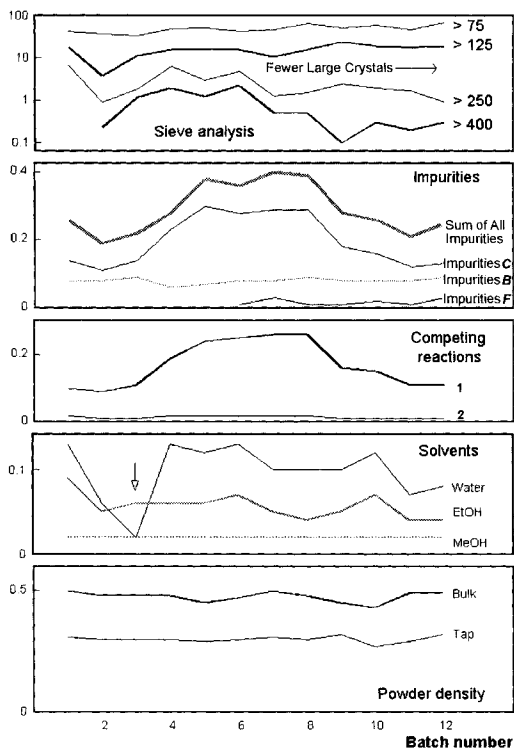 100
10
1
0.1
> 75
> 125
Fewer Large Crystals
> 250
Sieve analysis
> 400
0.4
0.2
0
Impurities
Sum of All
Impurities
Impurities C
Impurities B
Impurities F
0.2
0
Competing
reactions
1
2
0.1
0
Solvents
Water
EtOH
MeOH
0.5
0
Bulk
Tap
Powder density
2 4 6 8 10 12
Batch number